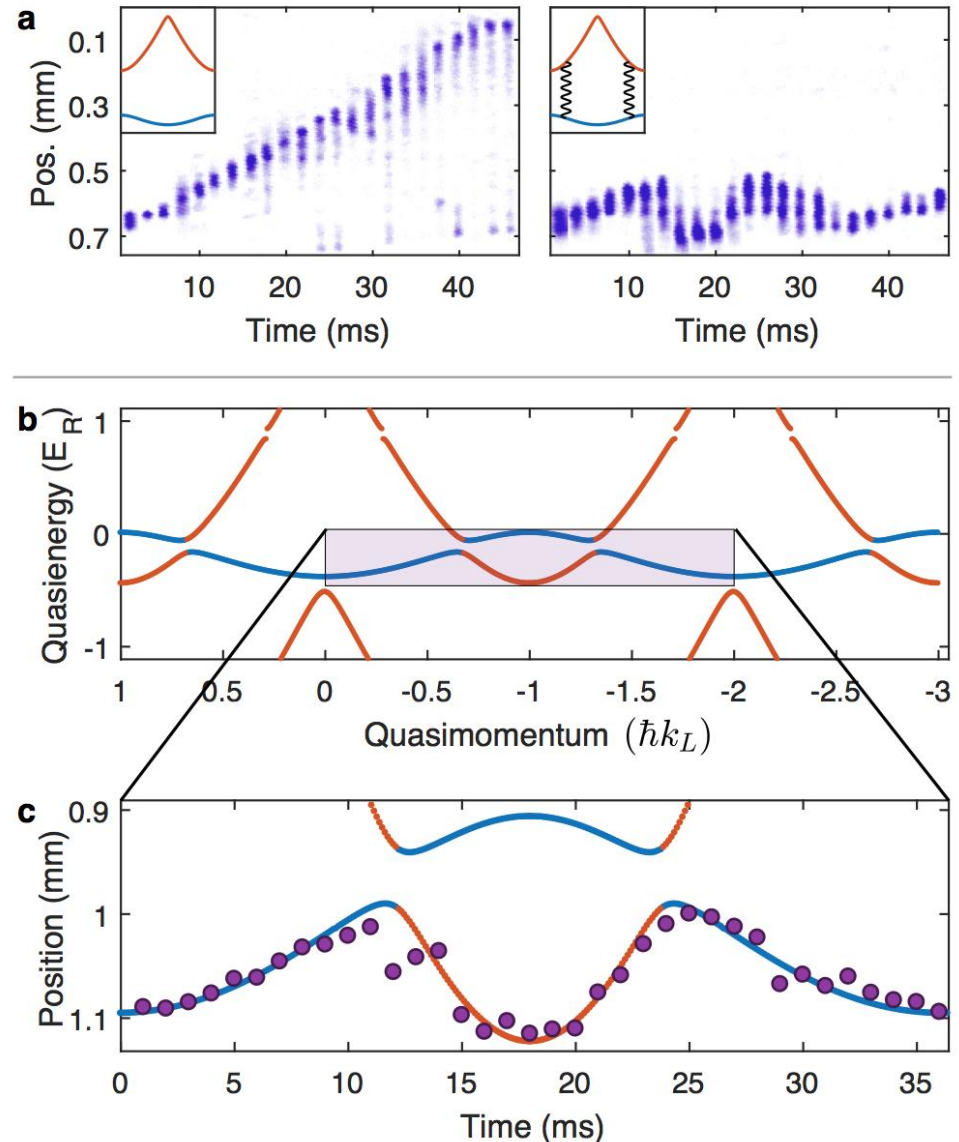 a
Pos. (mm)
0.1
0.3
0.5
0.7
10 20 30 40
Time (ms)
10 20 30 40
Time (ms)
b
Quasienergy (E_R)
1
0
-1
1 0.5 0 -0.5 -1 -1.5 -2 -2.5 -3
Quasimomentum (ħk_L)
c
Position (mm)
0.9
1
1.1
0 5 10 15 20 25 30 35
Time (ms)